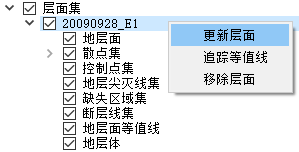 层面集
20090928_E1
地层面
散点集
控制点集
地层尖灭线集
缺失区域集
断层线集
地层面等值线
地层体
更新层面
追踪等值线
移除层面